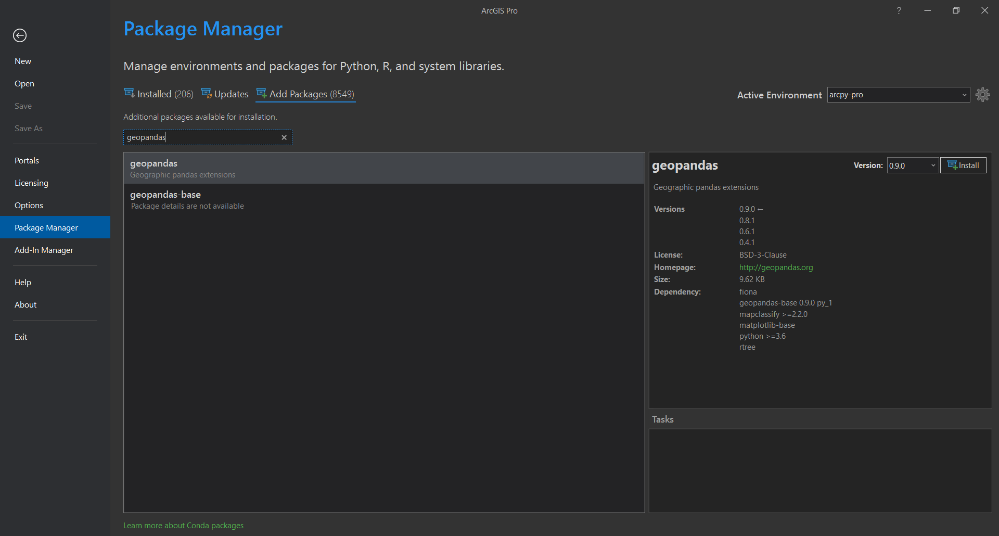 ArcGIS Pro
?
Package Manager
New
Open
Save
Save As
Portals
Licensing
Options
Package Manager
Add-In Manager
Help
About
Exit
Manage environments and packages for Python, R, and system libraries.
Installed (206) Updates Add Packages (8549)
Active Environment arcpy_pro
Additional packages available for installation.
geopandas
geopandas
Geographic pandas extensions
geopandas-base
Package details are not available
geopandas Version: 0.9.0 Install
Geographic pandas extensions
Versions 0.9.0 ←
0.8.1
0.6.1
0.4.1
License: BSD-3-Clause
Homepage: http://geopandas.org
Size: 9.62 KB
Dependency: fiona
geopandas-base 0.9.0 py_1
mapclassify >=2.2.0
matplotlib-base
python >=3.6
rtree
Tasks
Learn more about Conda packages